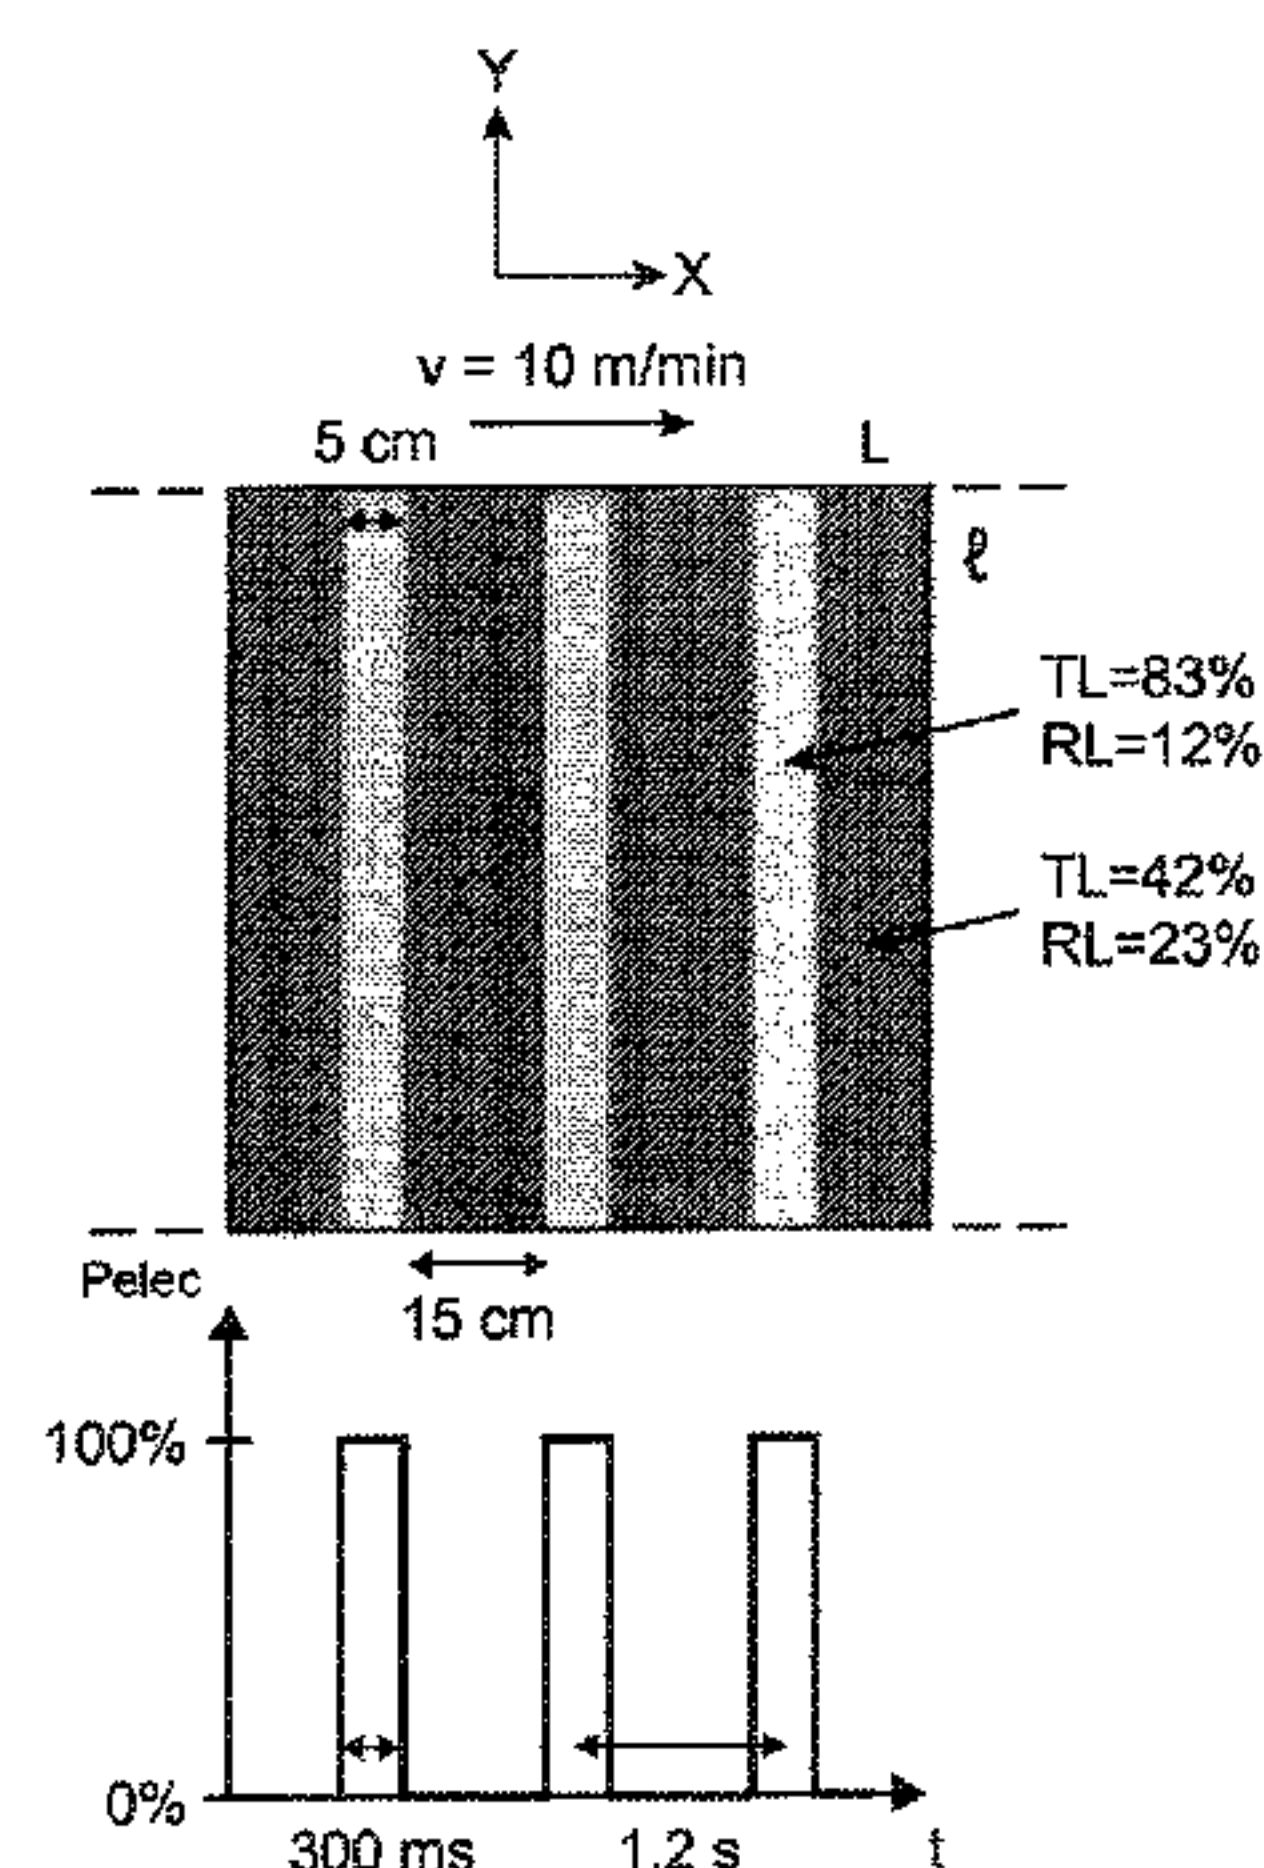 Y
X
v = 10 m/min
5 cm
L
ℓ
TL=83%
RL=12%
TL=42%
RL=23%
Pelec
15 cm
100%
0%
300 ms
1.2 s
t